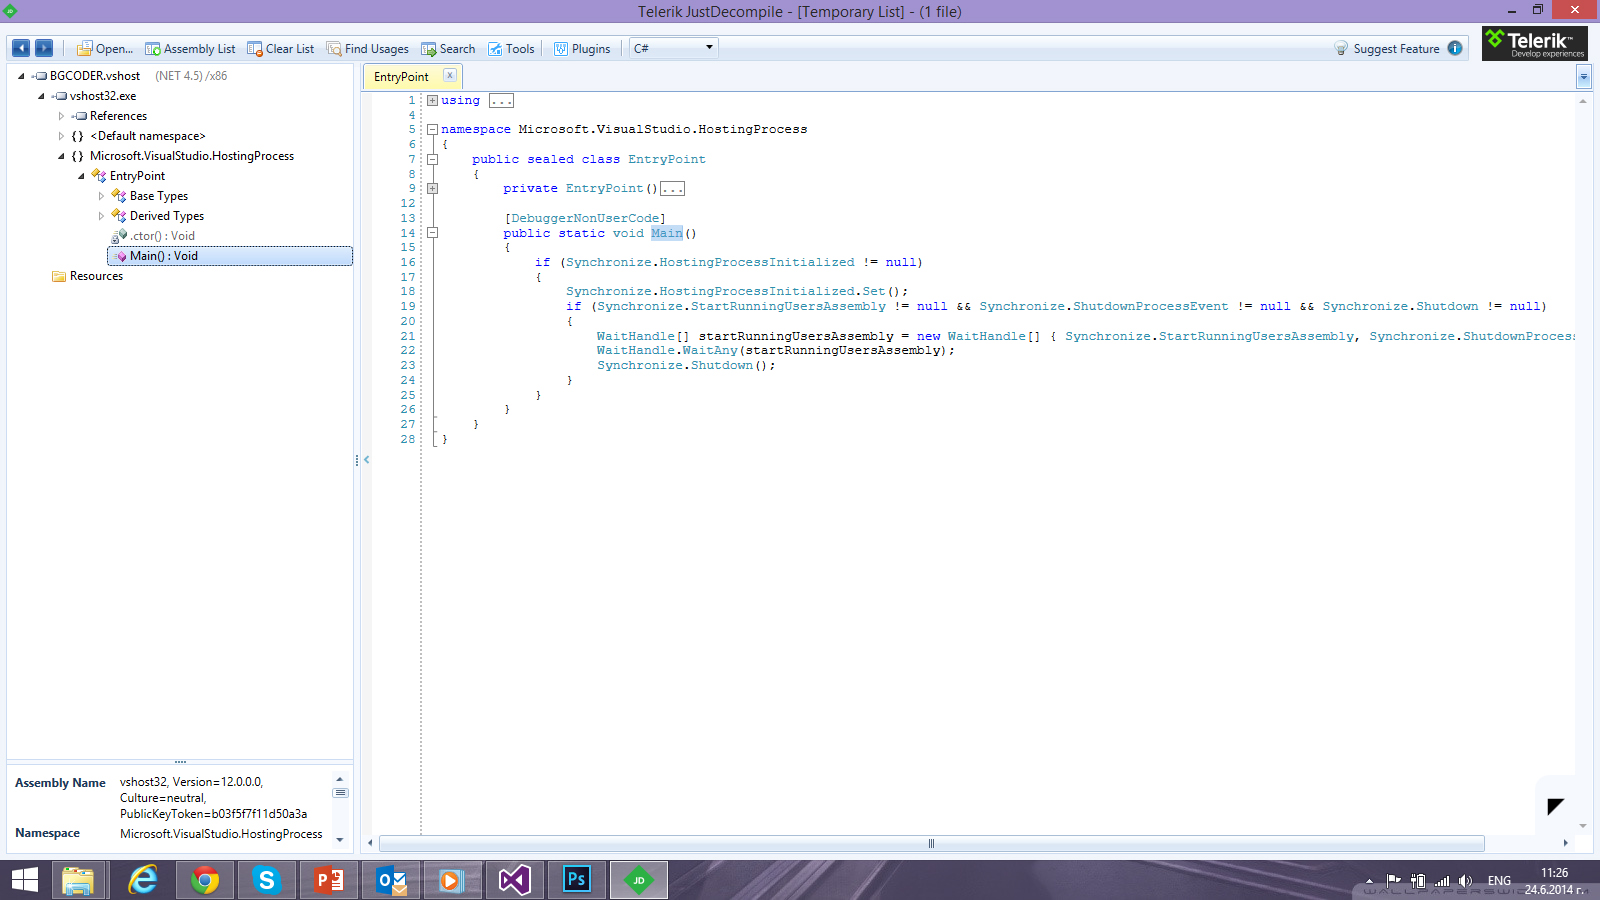 Telerik JustDecompile - [Temporary List] - (1 file)
Open... Assembly List Clear List Find Usages Search Tools Plugins C# Suggest Feature
Telerik™
Develop experiences
BGCODER.vshost (NET 4.5) /x86
vshost32.exe
References
{} <Default namespace>
{} Microsoft.VisualStudio.HostingProcess
EntryPoint
Base Types
Derived Types
.ctor() : Void
Main() : Void
Resources
EntryPoint x
1 using ...
4
5 namespace Microsoft.VisualStudio.HostingProcess
6 {
7 public sealed class EntryPoint
8 {
9 private EntryPoint()...
12
13 [DebuggerNonUserCode]
14 public static void Main()
15 {
16 if (Synchronize.HostingProcessInitialized != null)
17 {
18 Synchronize.HostingProcessInitialized.Set();
19 if (Synchronize.StartRunningUsersAssembly != null && Synchronize.ShutdownProcessEvent != null && Synchronize.Shutdown != null)
20 {
21 WaitHandle[] startRunningUsersAssembly = new WaitHandle[] { Synchronize.StartRunningUsersAssembly, Synchronize.ShutdownProcess
22 WaitHandle.WaitAny(startRunningUsersAssembly);
23 Synchronize.Shutdown();
24 }
25 }
26 }
27 }
28 }
Assembly Name vshost32, Version=12.0.0.0,
Culture=neutral,
PublicKeyToken=b03f5f7f11d50a3a
Namespace Microsoft.VisualStudio.HostingProcess
JD
ENG
11:26
24.6.2014 г.